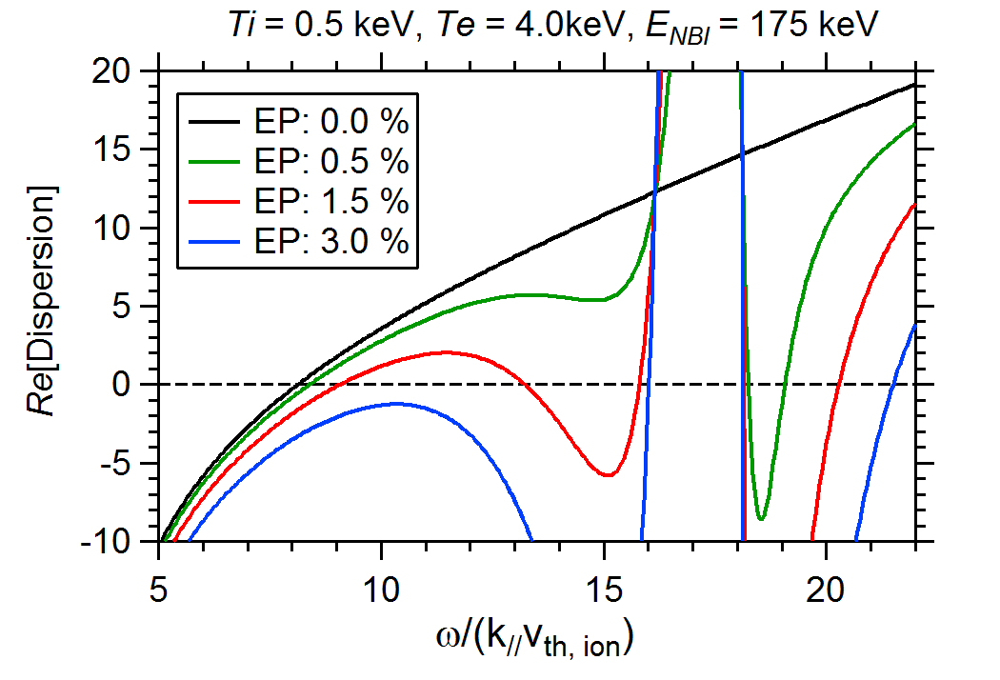 Ti = 0.5 keV, Te = 4.0keV, E_NBI = 175 keV
20
15
10
5
0
-5
-10
Re[Dispersion]
EP: 0.0 %
EP: 0.5 %
EP: 1.5 %
EP: 3.0 %
5
10
15
20
ω/(k//vth, ion)